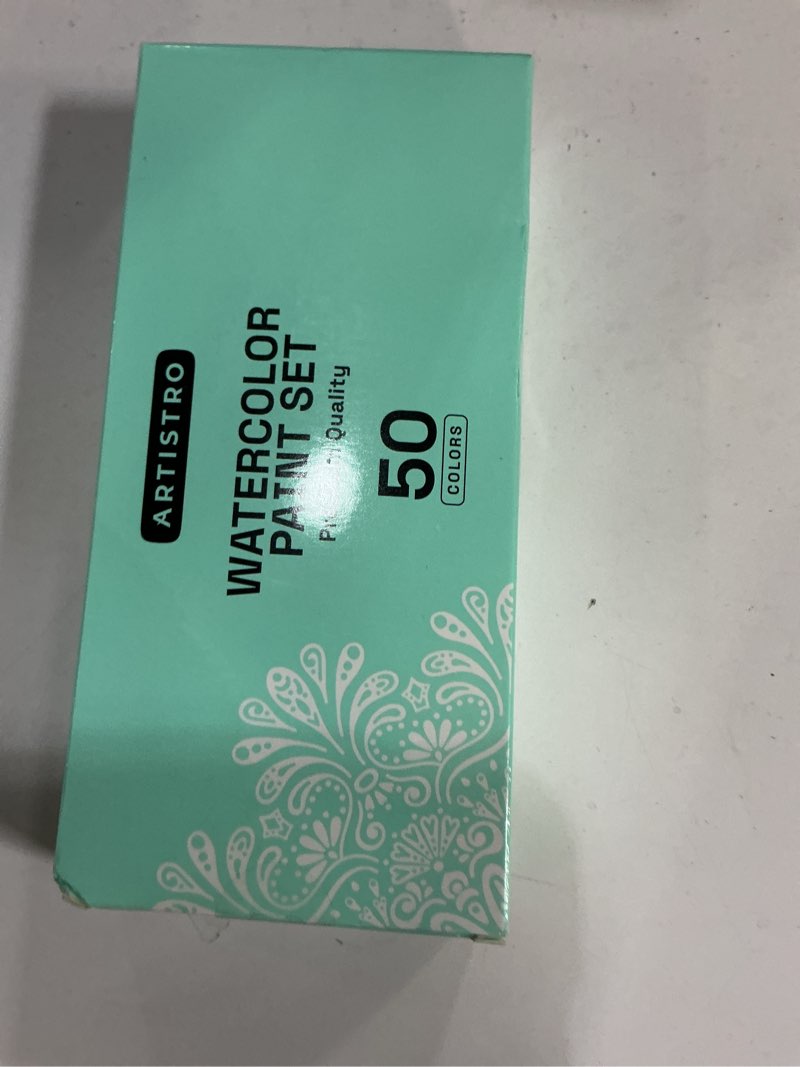 ARTISTRO
WATERCOLOR
PAINT SET
Quality
50
COLORS